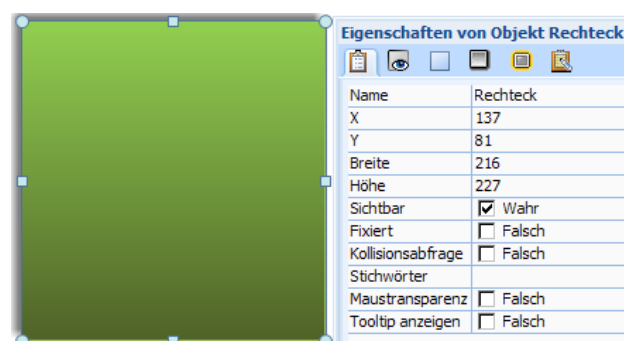 Eigenschaften von Objekt Rechteck
Name Rechteck
X 137
Y 81
Breite 216
Höhe 227
Sichtbar Wahr
Fixiert Falsch
Kollisionsabfrage Falsch
Stichwörter
Maustransparenz Falsch
Tooltip anzeigen Falsch